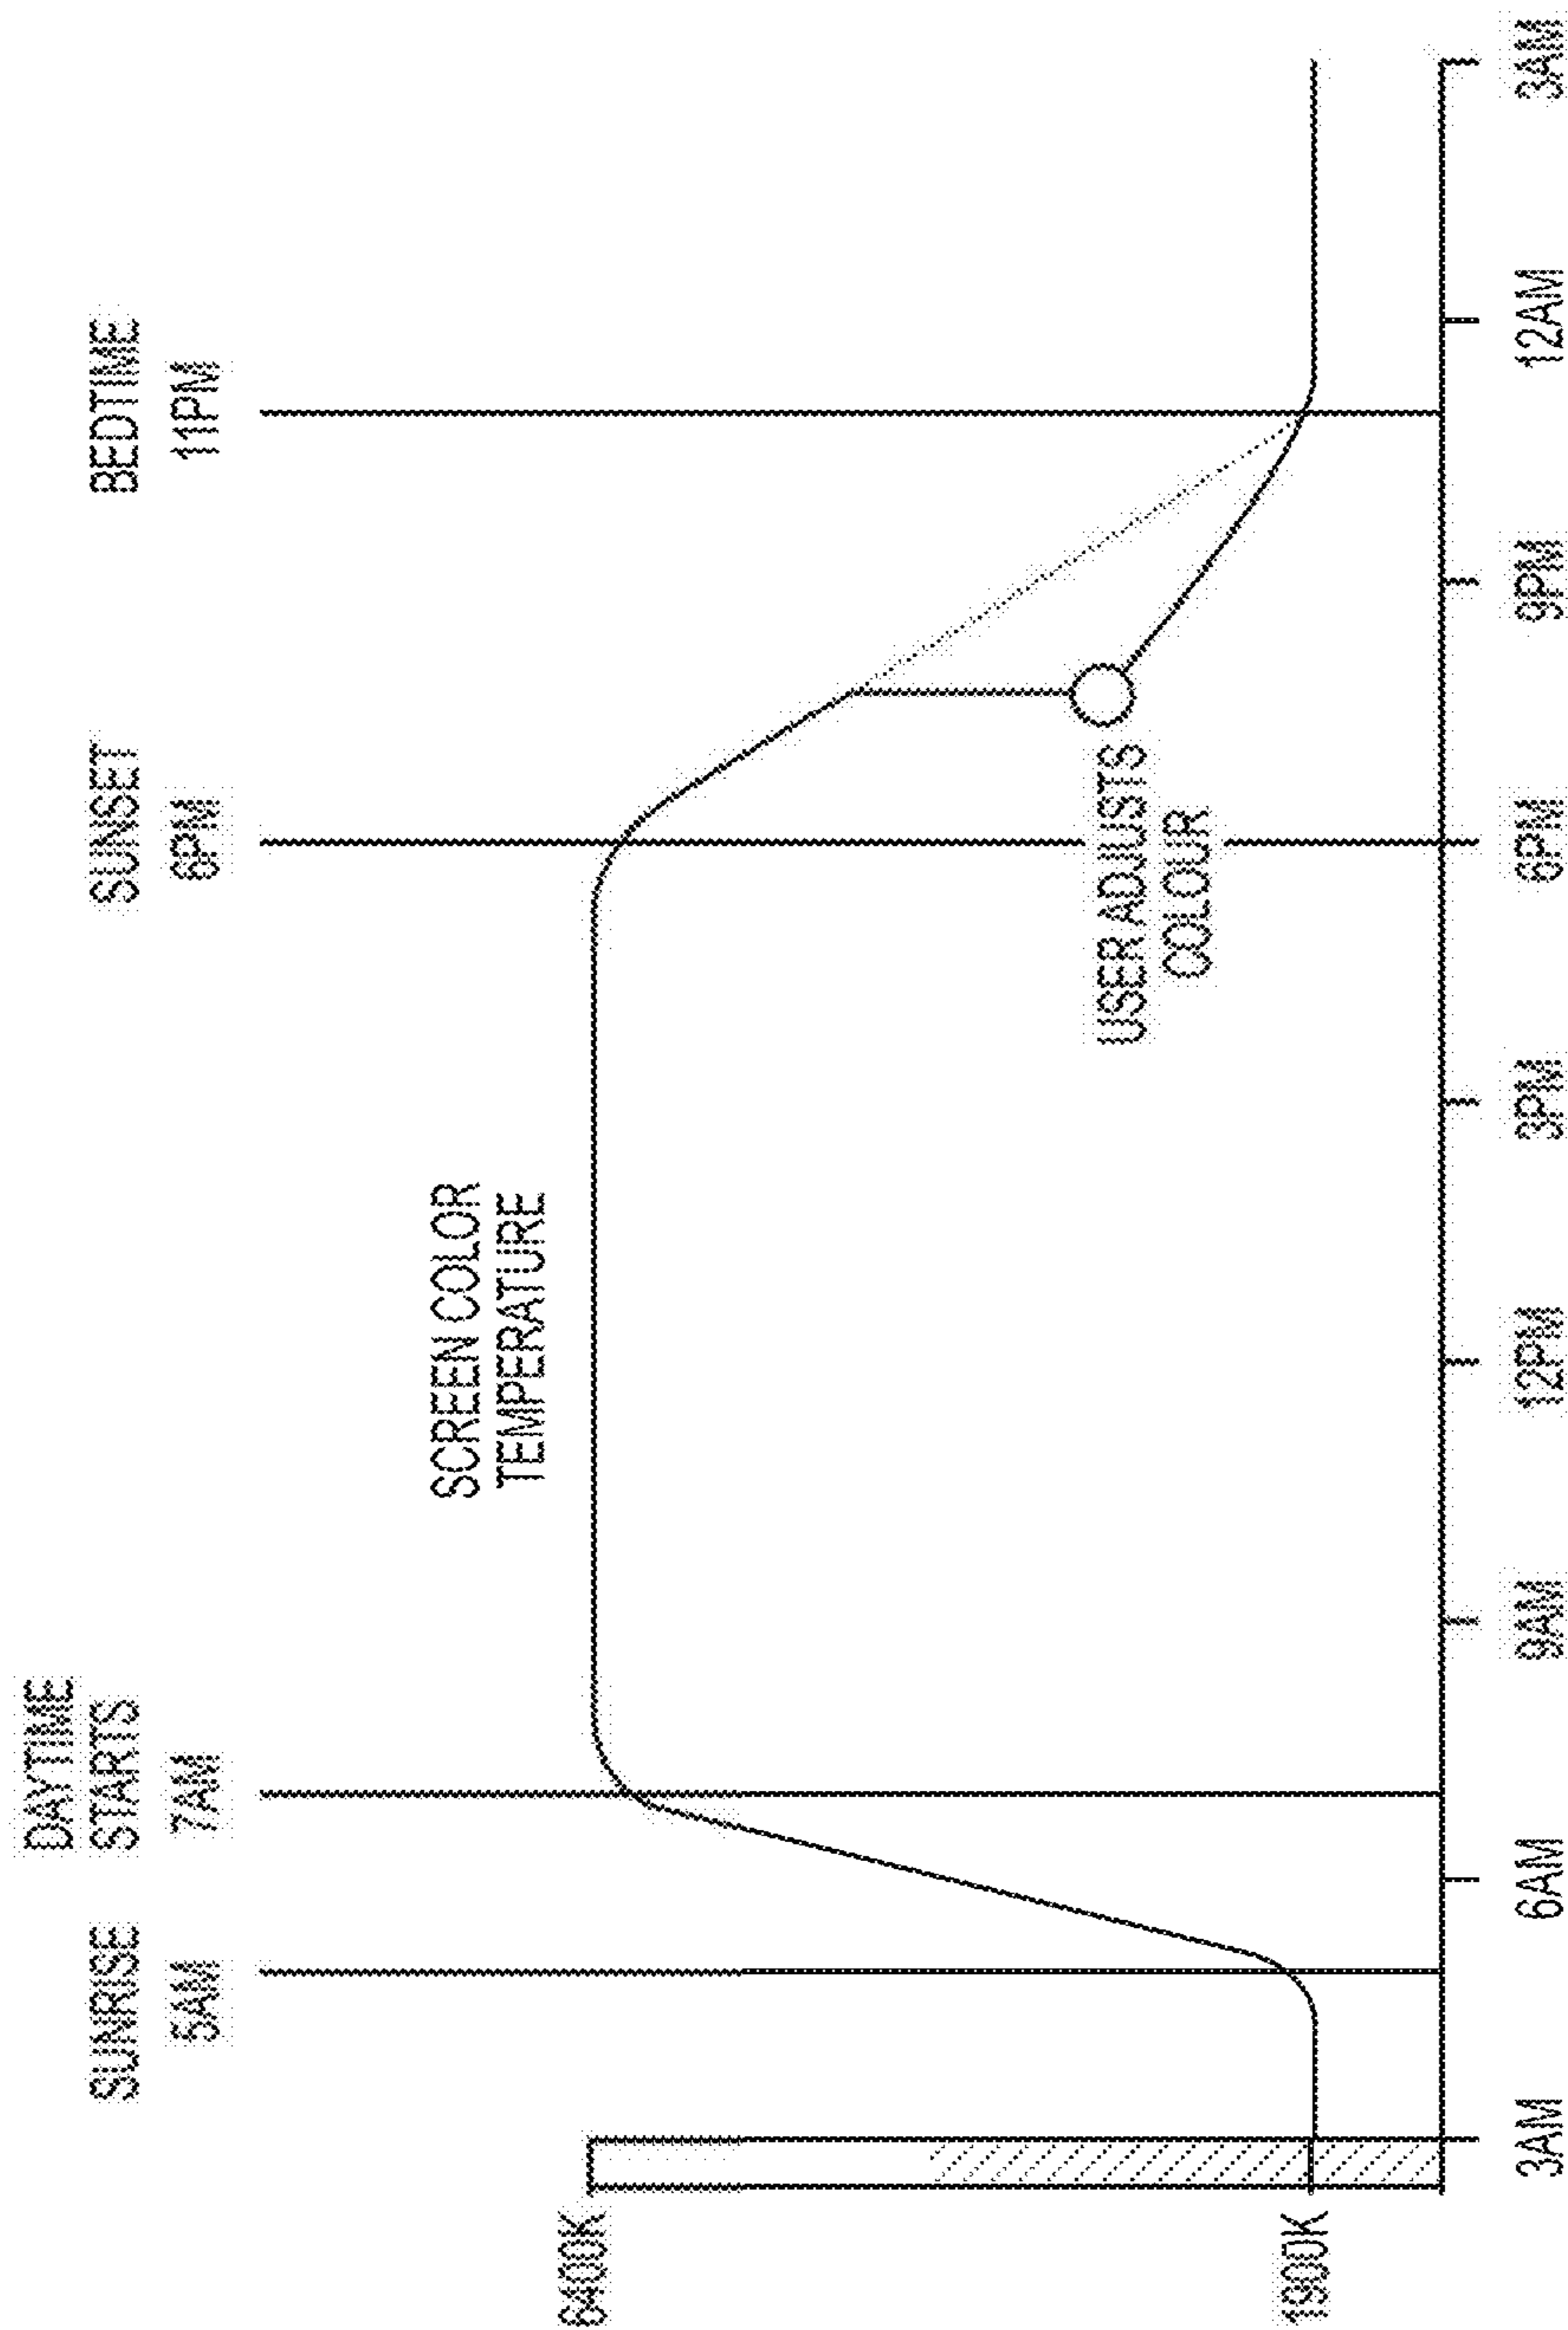 SUNRISE
5AM
DAYTIME
STARTS
7AM
SUNSET
6PM
BEDTIME
11PM
SCREEN COLOR
TEMPERATURE
6400K
USER ADJUSTS
COLOUR
1900K
3AM
6AM
9AM
12PM
3PM
6PM
9PM
12AM
3AM